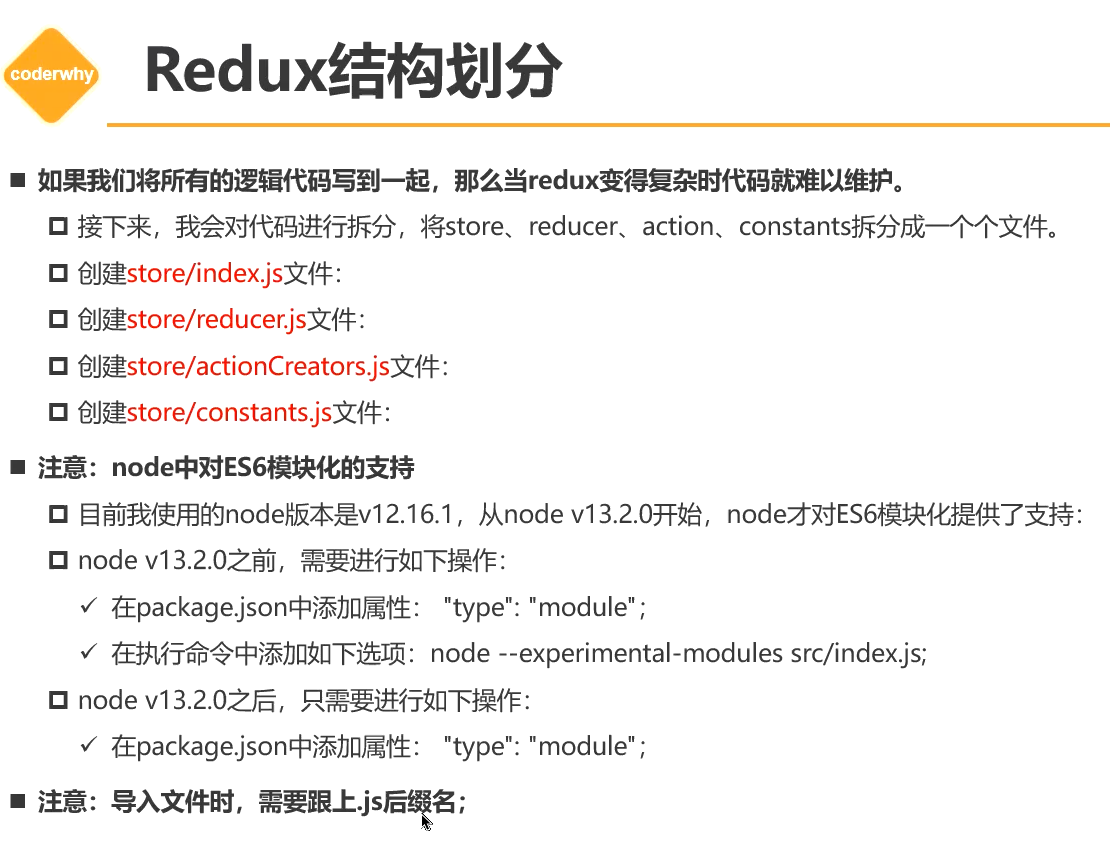 coderwhy
Redux结构划分
如果我们将所有的逻辑代码写到一起，那么当redux变得复杂时代码就难以维护。
接下来，我会对代码进行拆分，将store、reducer、action、constants拆分成一个个文件。
创建store/index.js文件：
创建store/reducer.js文件：
创建store/actionCreators.js文件：
创建store/constants.js文件：
注意：node中对ES6模块化的支持
目前我使用的node版本是v12.16.1，从node v13.2.0开始，node才对ES6模块化提供了支持：
node v13.2.0之前，需要进行如下操作：
✓ 在package.json中添加属性： "type": "module"；
✓ 在执行命令中添加如下选项：node --experimental-modules src/index.js;
node v13.2.0之后，只需要进行如下操作：
✓ 在package.json中添加属性： "type": "module"；
注意：导入文件时，需要跟上.js后缀名；